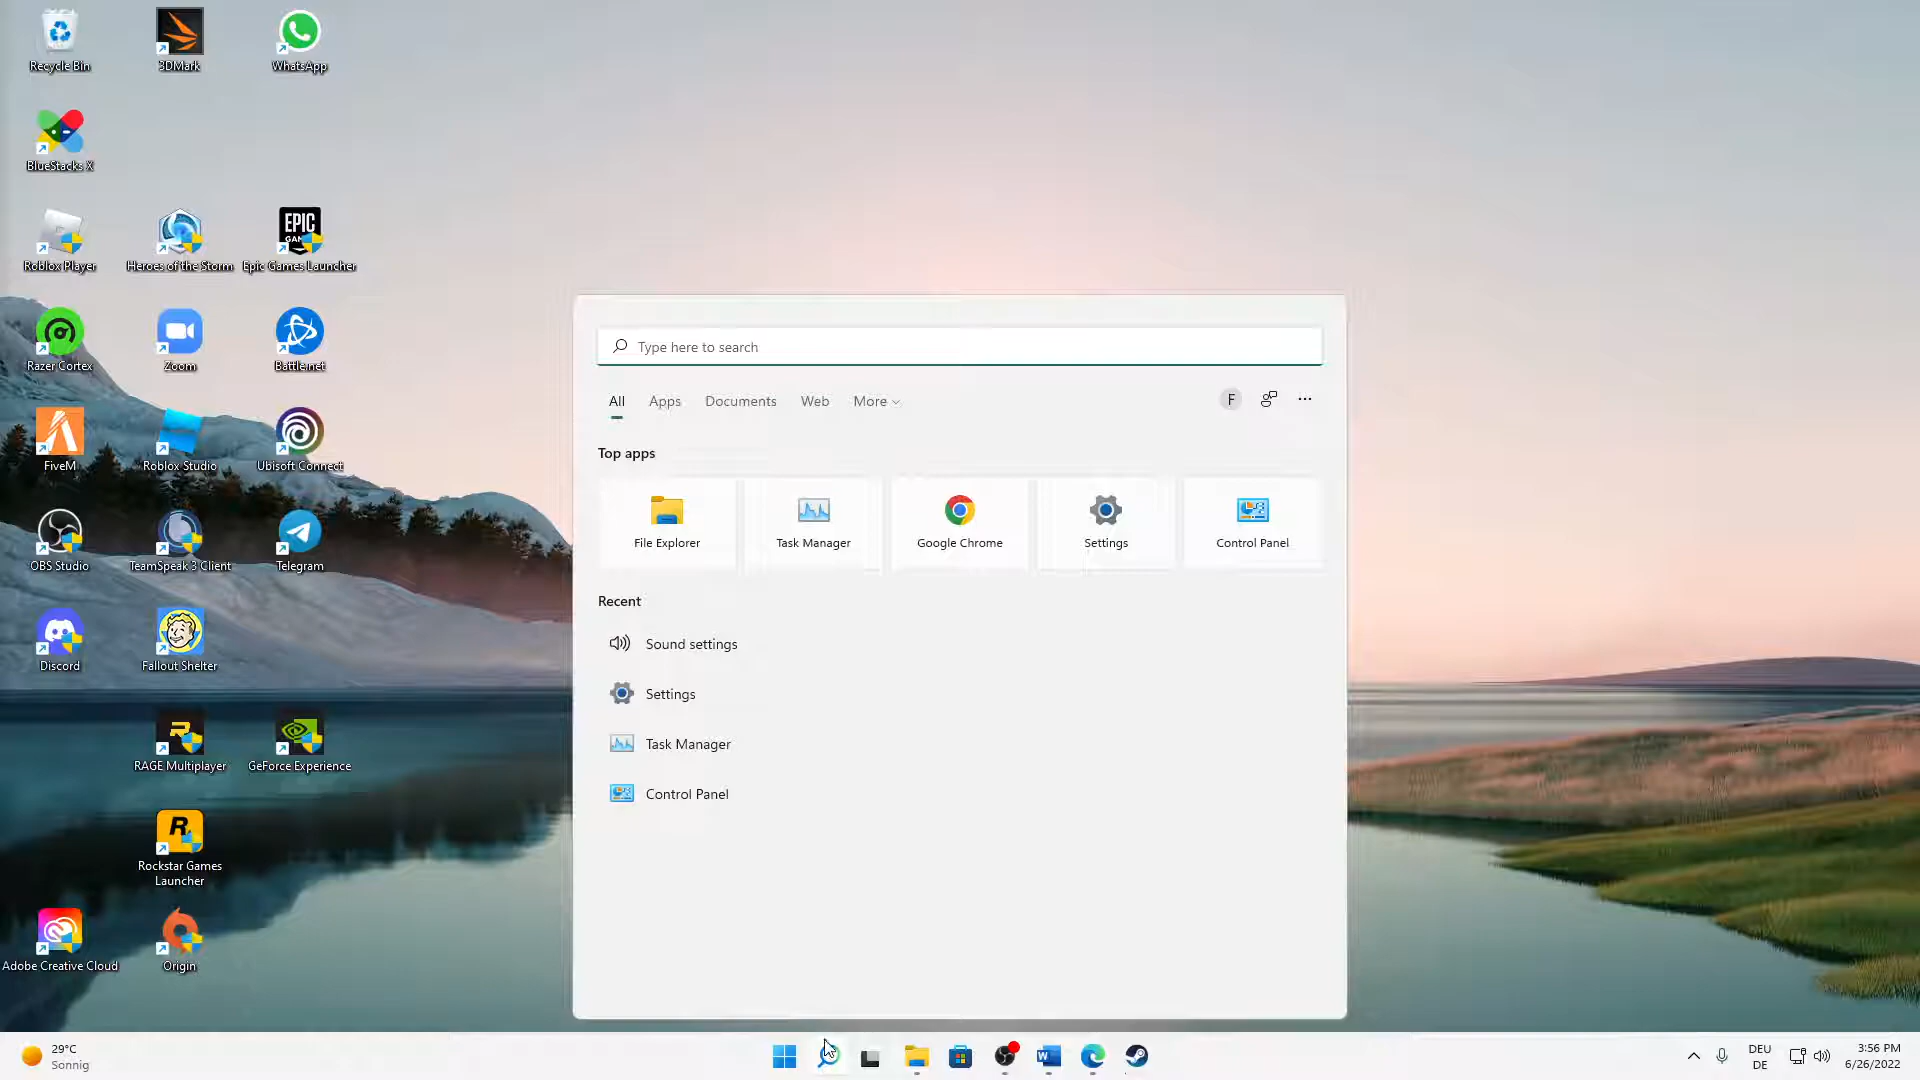 Recycle Bin
3DMark
WhatsApp
BlueStacks X
Roblox Player
Heroes of the Storm
EPIC
Epic Games Launcher
Razer Cortex
Zoom
Battle.net
FiveM
Roblox Studio
Ubisoft Connect
OBS Studio
TeamSpeak 3 Client
Telegram
Discord
Fallout Shelter
RAGE Multiplayer
GeForce Experience
Rockstar Games
Launcher
Adobe Creative Cloud
Origin
Type here to search
All Apps Documents Web More
F
Top apps
File Explorer
Task Manager
Google Chrome
Settings
Control Panel
Recent
Sound settings
Settings
Task Manager
Control Panel
29°C
Sonnig
DEU
DE
3:56 PM
6/26/2022